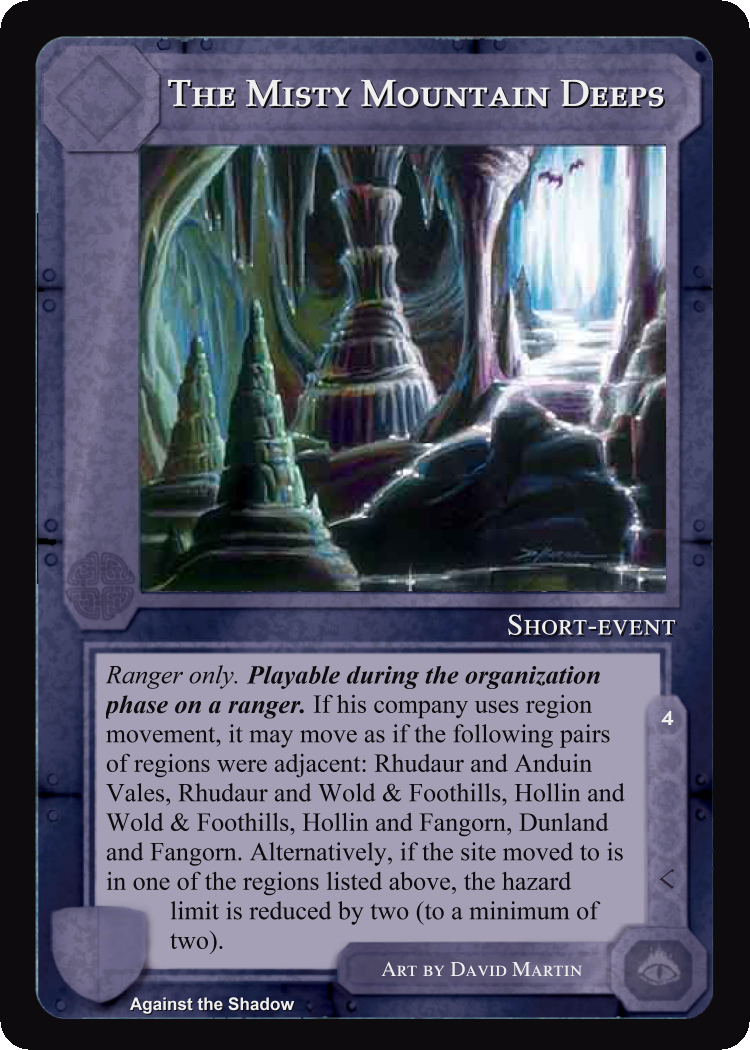 The Misty Mountain Deeps
Short-event
Ranger only. Playable during the organization
phase on a ranger. If his company uses region
movement, it may move as if the following pairs
of regions were adjacent: Rhudaur and Anduin
Vales, Rhudaur and Wold & Foothills, Hollin and
Wold & Foothills, Hollin and Fangorn, Dunland
and Fangorn. Alternatively, if the site moved to is
in one of the regions listed above, the hazard
limit is reduced by two (to a minimum of
two).
4
Art by David Martin
Against the Shadow